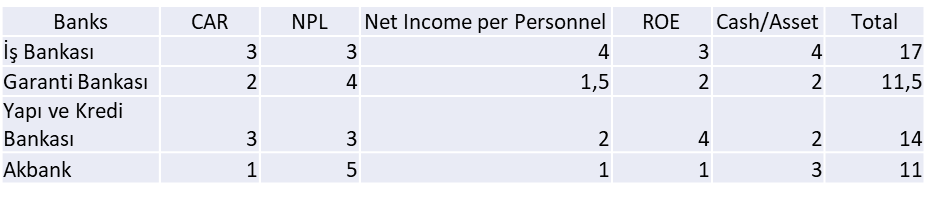 Banks CAR NPL Net Income per Personnel ROE Cash/Asset Total
İş Bankası 3 3 4 3 4 17
Garanti Bankası 2 4 1,5 2 2 11,5
Yapı ve Kredi
Bankası 3 3 2 4 2 14
Akbank 1 5 1 1 3 11